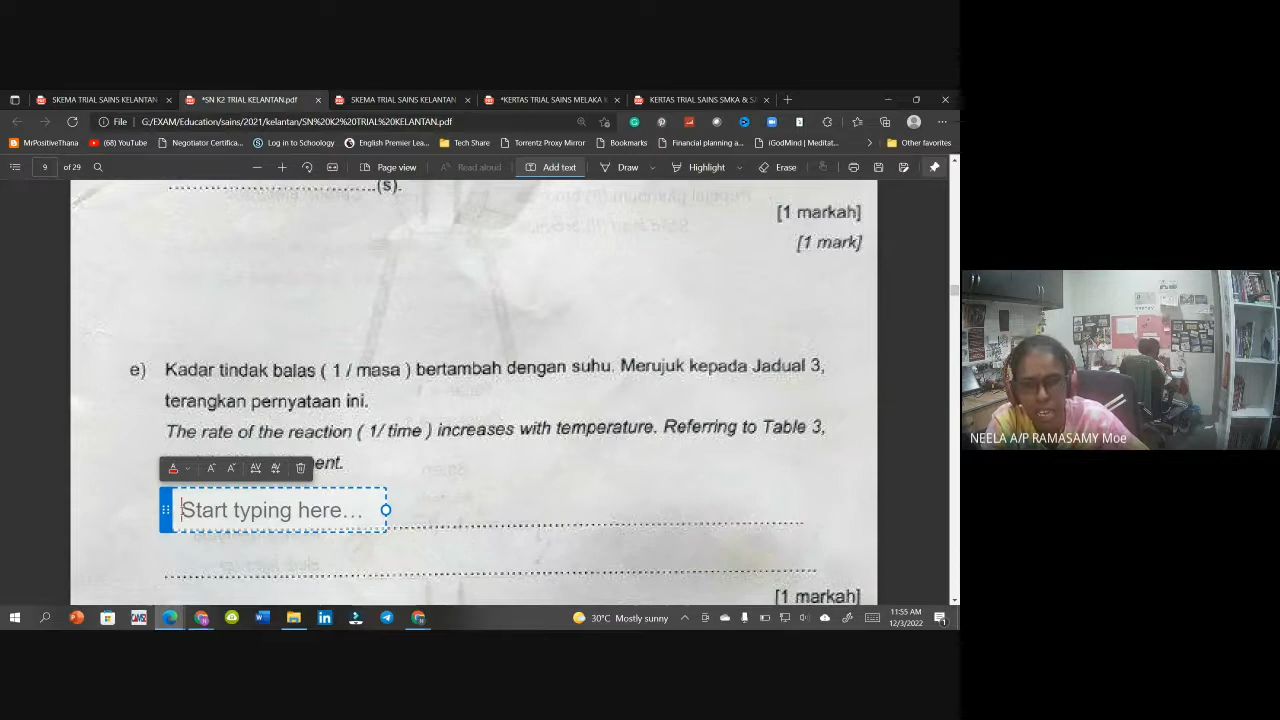 SKEMA TRIAL SAINS KELANTAN
*SN K2 TRIAL KELANTAN.pdf
SKEMA TRIAL SAINS KELANTAN
*KERTAS TRIAL SAINS MELAKA
KERTAS TRIAL SAINS SMKA &
File
G:/EXAM/Education/sains/2021/kelantan/SN%20K2%20TRIAL%20KELANTAN.pdf
MrPositiveThana
(68) YouTube
Negotiator Certifica...
Log in to Schoology
English Premier Lea...
Tech Share
Torrentz Proxy Mirror
Bookmarks
Financial planning a...
iGodMind | Meditat...
Other favorites
9 of 29
Page view
Read aloud
Add text
Draw
Highlight
Erase
(s).
[1 markah]
[1 mark]
e) Kadar tindak balas ( 1 / masa ) bertambah dengan suhu. Merujuk kepada Jadual 3,
terangkan pernyataan ini.
The rate of the reaction ( 1/ time ) increases with temperature. Referring to Table 3,
ent.
Start typing here...
[1 markah]
NEELA A/P RAMASAMY Moe
30°C Mostly sunny
11:55 AM
12/3/2022